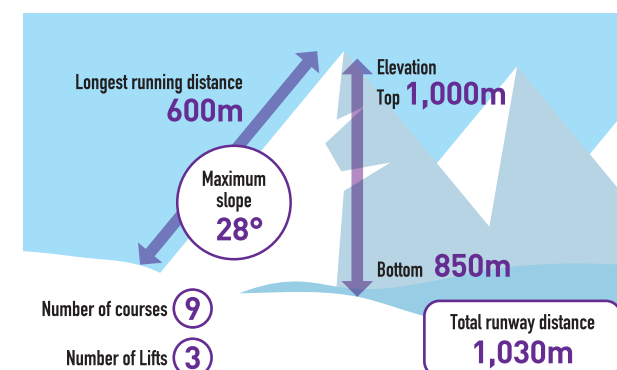 Longest running distance
600m
Elevation
Top 1,000m
Maximum
slope
28°
Bottom 850m
Number of courses 9
Number of Lifts 3
Total runway distance
1,030m